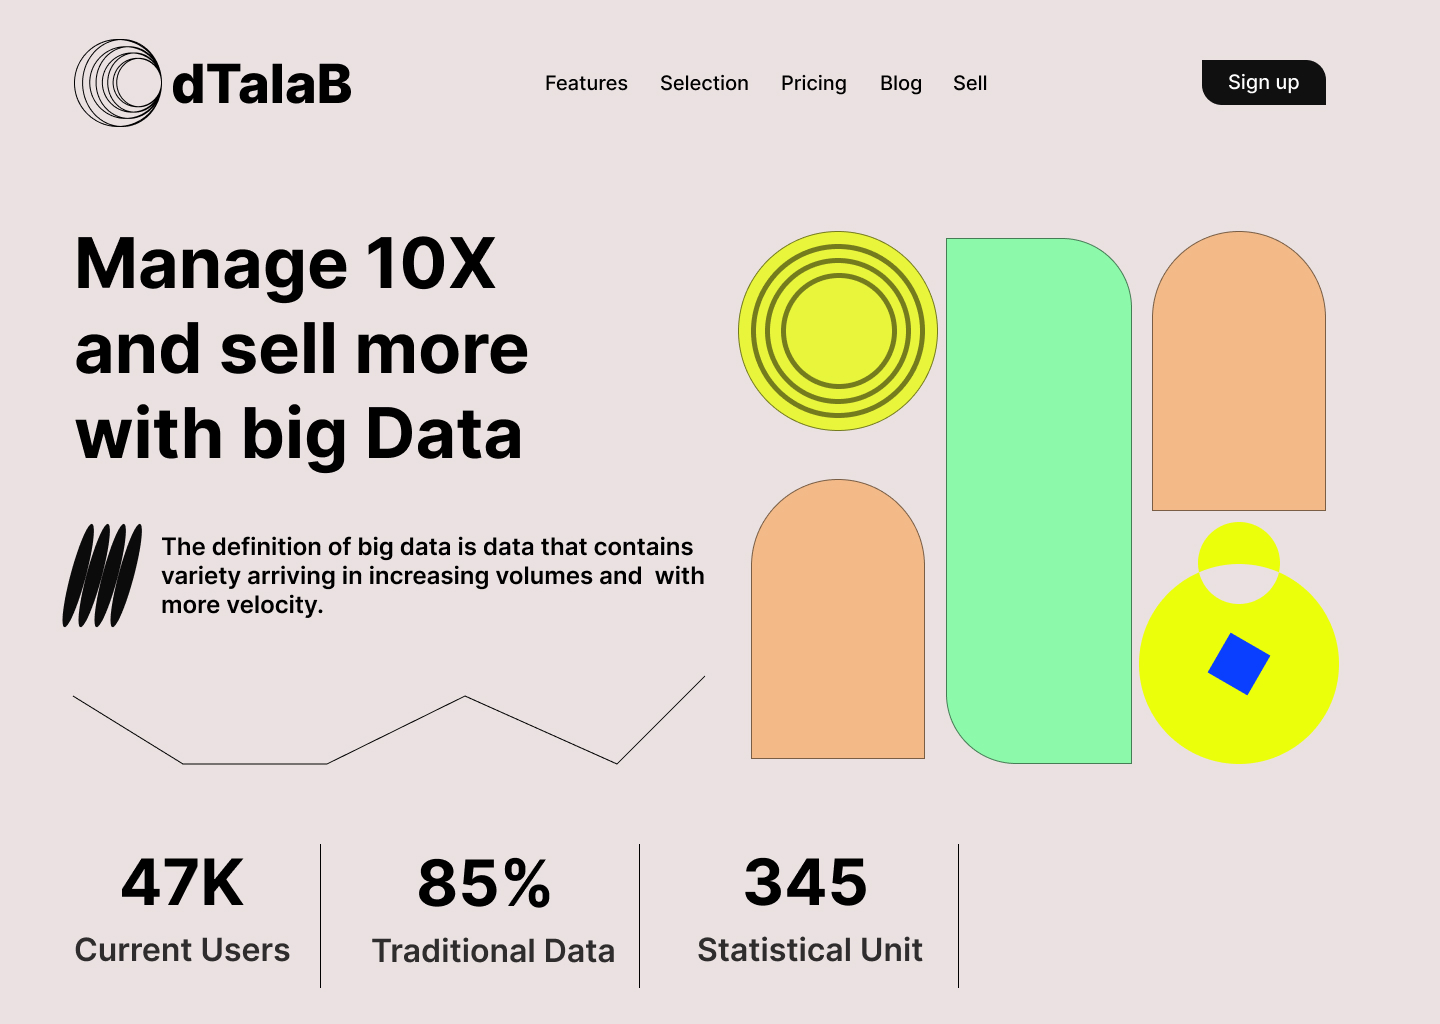 dTalaB
Features Selection Pricing Blog Sell
Sign up
Manage 10X
and sell more
with big Data
The definition of big data is data that contains
variety arriving in increasing volumes and  with
more velocity.
47K
Current Users
85%
Traditional Data
345
Statistical Unit